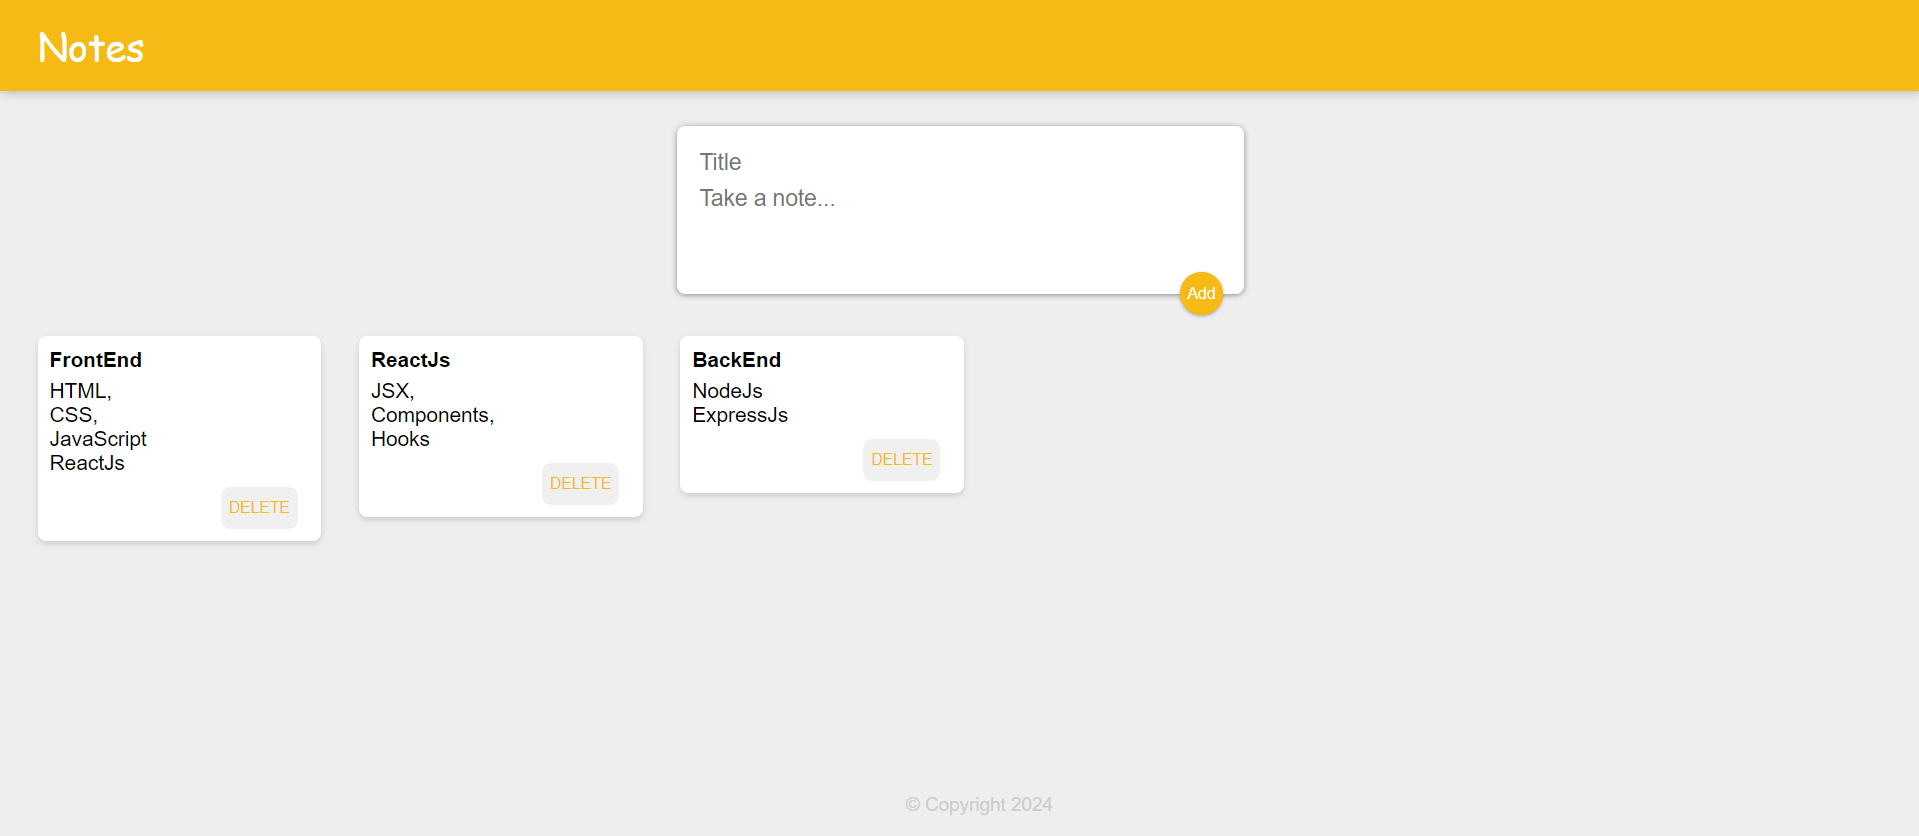 Notes
Title
Take a note...
Add
FrontEnd
HTML,
CSS,
JavaScript
ReactJs
DELETE
ReactJs
JSX,
Components,
Hooks
DELETE
BackEnd
NodeJs
ExpressJs
DELETE
© Copyright 2024